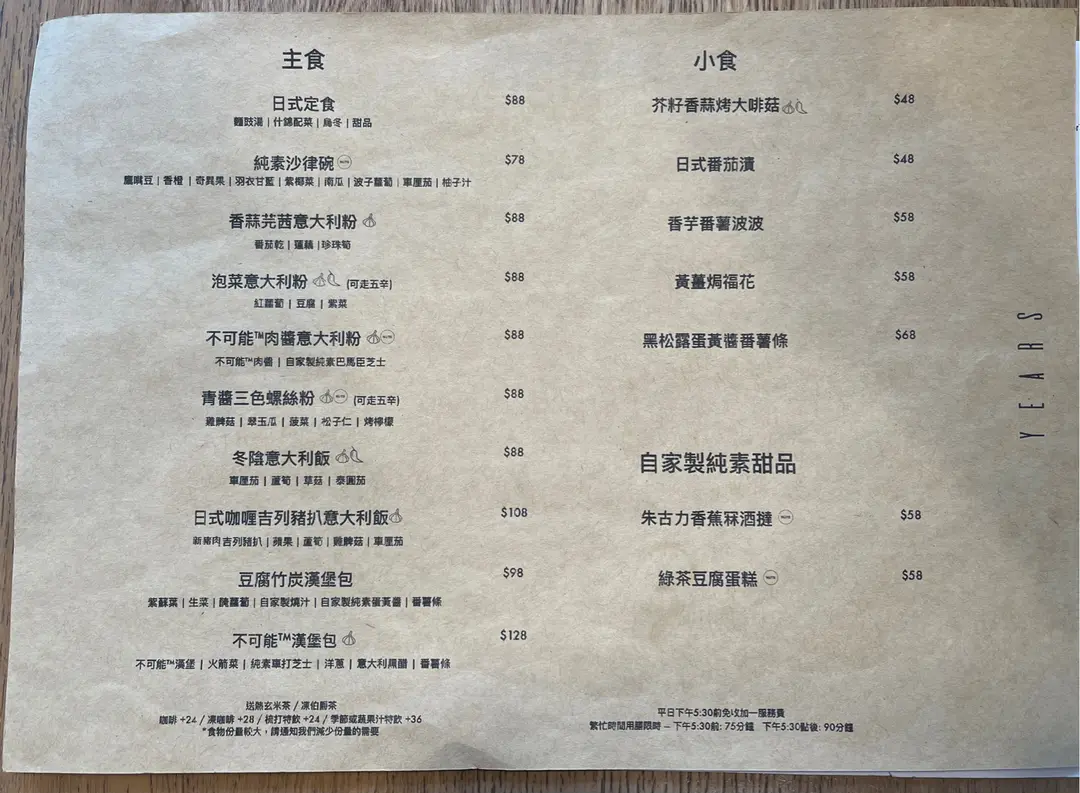 主食
日式定食 $88
麵豉湯 | 什錦配菜 | 烏冬 | 甜品
純素沙律碗 $78
鷹嘴豆 | 香橙 | 奇異果 | 羽衣甘藍 | 紫椰菜 | 南瓜 | 波子蘿蔔 | 車厘茄 | 柚子汁
香蒜芫茜意大利粉 $88
番茄乾 | 蓮藕 | 珍珠筍
泡菜意大利粉 (可走五辛) $88
紅蘿蔔 | 豆腐 | 紫菜
不可能™肉醬意大利粉 $88
不可能™肉醬 | 自家製純素巴馬臣芝士
青醬三色螺絲粉 (可走五辛) $88
雞髀菇 | 翠玉瓜 | 菠菜 | 松子仁 | 烤檸檬
冬陰意大利飯 $88
車厘茄 | 蘆筍 | 草菇 | 泰圓茄
日式咖喱吉列豬扒意大利飯 $108
新豬肉吉列豬扒 | 蘋果 | 蘆筍 | 雞髀菇 | 車厘茄
豆腐竹炭漢堡包 $98
紫蘇葉 | 生菜 | 醃蘿蔔 | 自家製燒汁 | 自家製純素蛋黃醬 | 番薯條
不可能™漢堡包 $128
不可能™漢堡 | 火箭菜 | 純素車打芝士 | 洋蔥 | 意大利黑醋 | 番薯條
送熱玄米茶 / 凍伯爵茶
咖啡 +24 / 凍咖啡 +28 / 梳打特飲 +24 / 季節或蔬果汁特飲 +36
*食物份量較大，請通知我們減少份量的需要
小食
芥籽香蒜烤大啡菇 $48
日式番茄漬 $48
香芋番薯波波 $58
黃薑焗福花 $58
黑松露蛋黃醬番薯條 $68
自家製純素甜品
朱古力香蕉冧酒撻 $58
綠茶豆腐蛋糕 $58
平日下午5:30前免收加一服務費
繁忙時間用膳限時 – 下午5:30前: 75分鐘 下午5:30點後: 90分鐘
YEARS